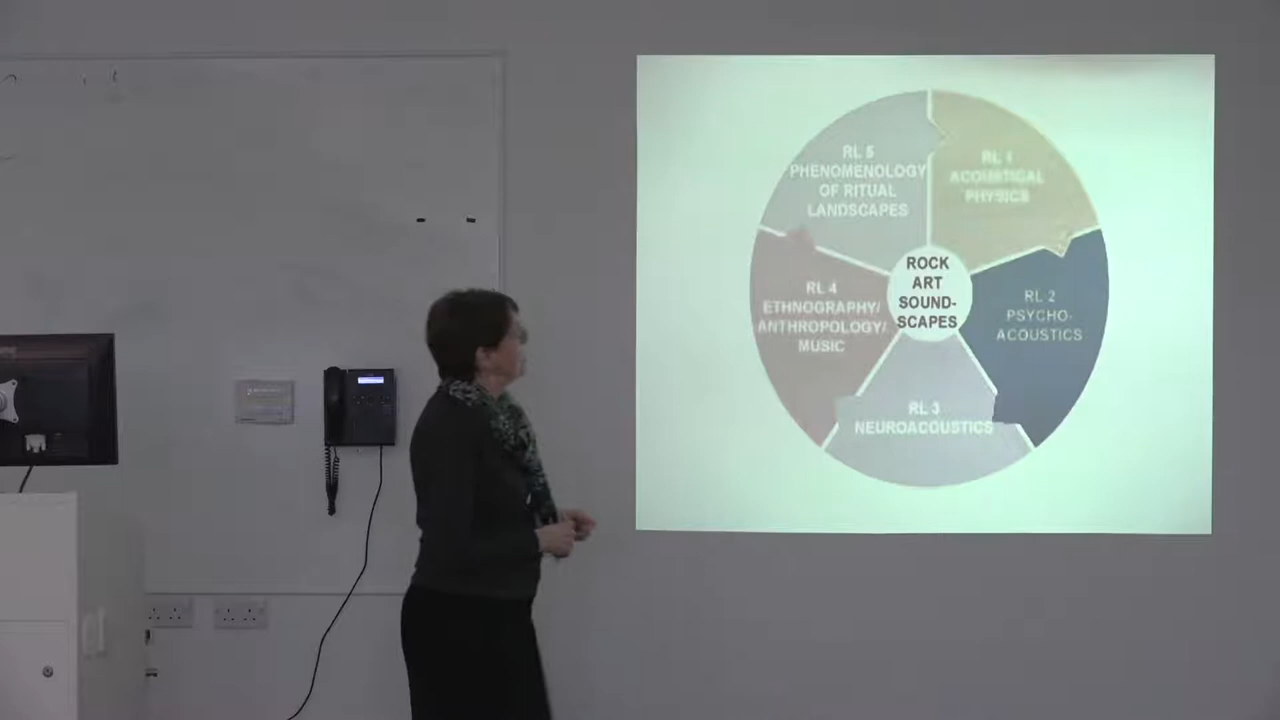 RL 5
PHENOMENOLOGY
OF RITUAL
LANDSCAPES
RL 1
ACOUSTICAL
PHYSICS
ROCK
ART
SOUND-
SCAPES
RL 4
ETHNOGRAPHY/
ANTHROPOLOGY/
MUSIC
RL 2
PSYCHO-
ACOUSTICS
RL 3
NEUROACOUSTICS